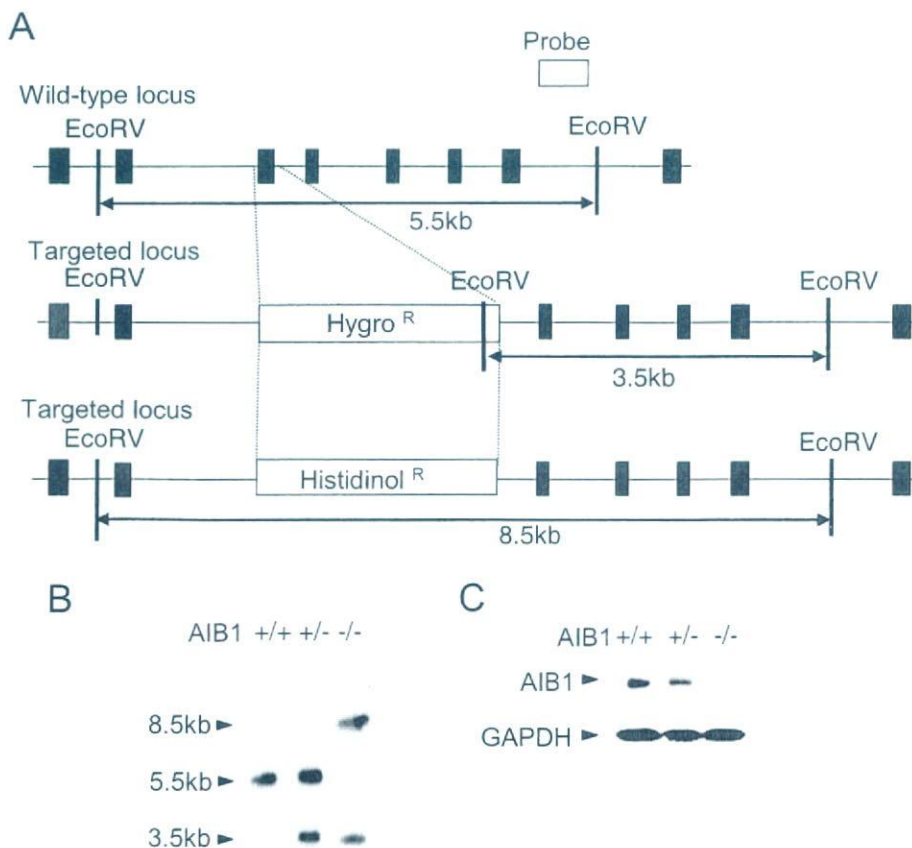 A
Probe
Wild-type locus
EcoRV
EcoRV
5.5kb
Targeted locus
EcoRV
EcoRV
EcoRV
Hygro R
3.5kb
Targeted locus
EcoRV
EcoRV
Histidinol R
8.5kb
B
AIB1 +/+ +/- -/-
8.5kb
5.5kb
3.5kb
C
AIB1 +/+ +/- -/-
AIB1
GAPDH